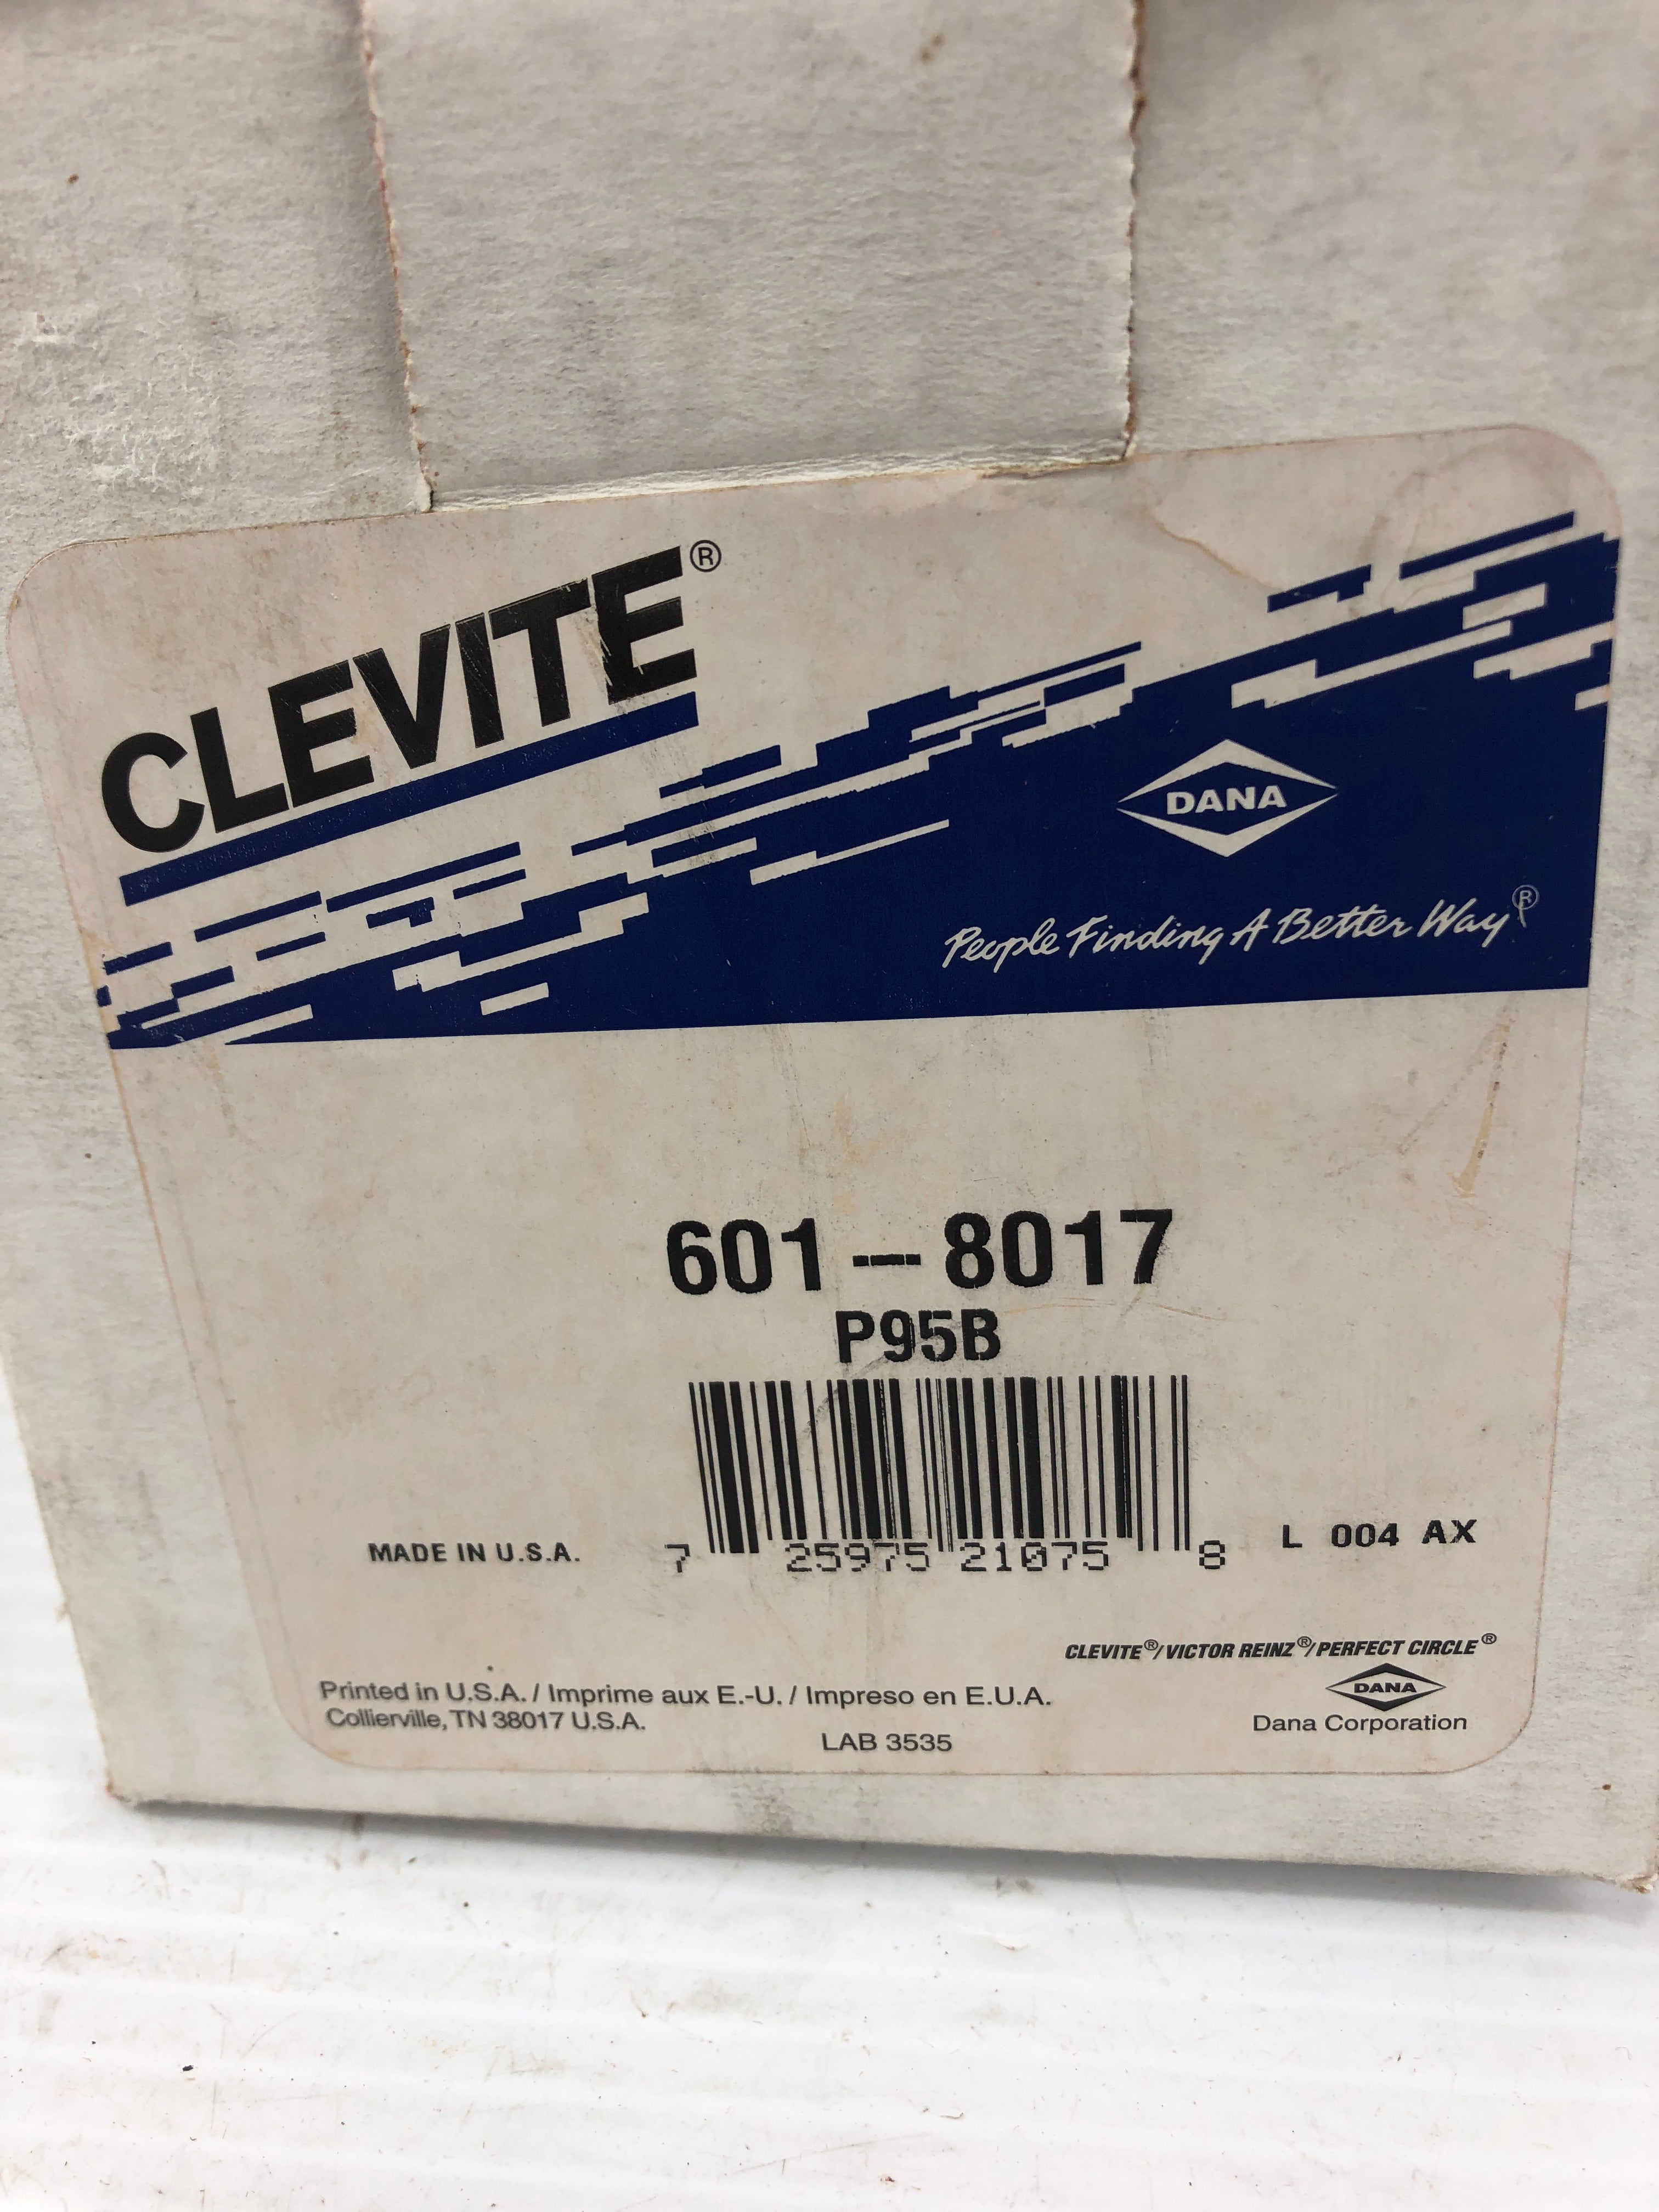 CLEVITE®
DANA
People Finding A Better Way®
601-8017
P95B
MADE IN U.S.A.
7 25975 21075 8
L 004 AX
CLEVITE®/VICTOR REINZ®/PERFECT CIRCLE®
DANA
Dana Corporation
Printed in U.S.A. / Imprime aux E.-U. / Impreso en E.U.A.
Collierville, TN 38017 U.S.A.
LAB 3535